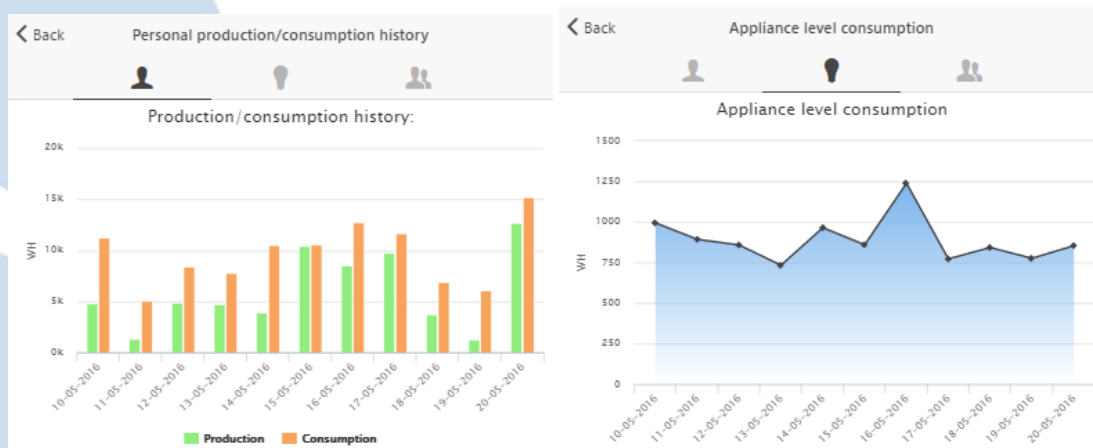 Back
Personal production/consumption history
Production/consumption history:
20k
15k
10k
5k
0k
WH
10-05-2016
11-05-2016
12-05-2016
13-05-2016
14-05-2016
15-05-2016
16-05-2016
17-05-2016
18-05-2016
19-05-2016
20-05-2016
Production Consumption
Back
Appliance level consumption
Appliance level consumption
1500
1250
1000
750
500
250
0
WH
10-05-2016
11-05-2016
12-05-2016
13-05-2016
14-05-2016
15-05-2016
16-05-2016
17-05-2016
18-05-2016
19-05-2016
20-05-2016